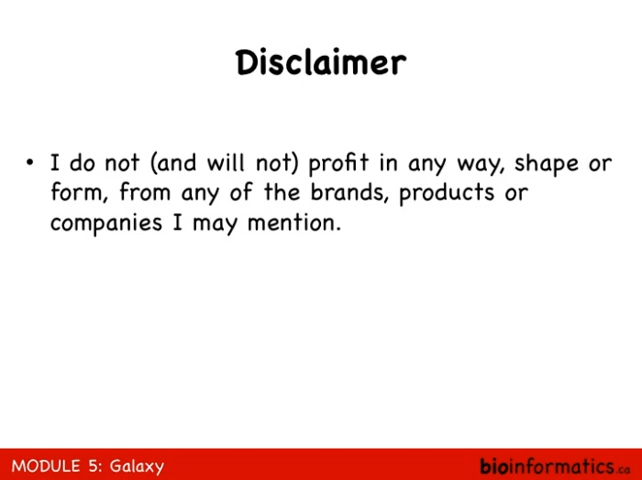 Disclaimer
• I do not (and will not) profit in any way, shape or
form, from any of the brands, products or
companies I may mention.
MODULE 5: Galaxy
bioinformatics.ca